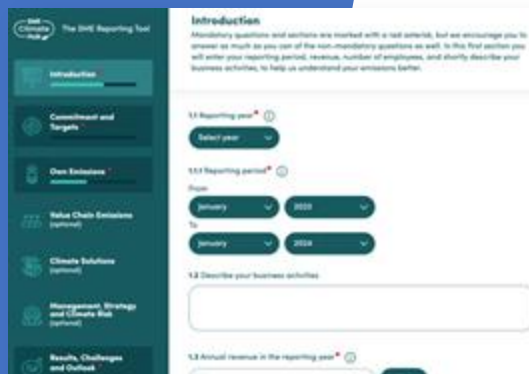 SME
Climate
HUB
The SME Reporting Tool
Introduction *
Commitment and
Targets *
Own Emissions *
Value Chain Emissions
(optional)
Climate Solutions
(optional)
Management, Strategy
and Climate Risk
(optional)
Results, Challenges
and Outlook *
Introduction
Mandatory questions and sections are marked with a red asterisk, but we encourage you to
answer as much as you can of the non-mandatory questions as well. In this first section you
will enter your reporting period, revenue, number of employees, and shortly describe your
business activities, to help us understand your emissions better.
1.1 Reporting year *
Select year
1.1.1 Reporting period *
From
January 2023
To
January 2024
1.2 Describe your business activities
1.3 Annual revenue in the reporting year *